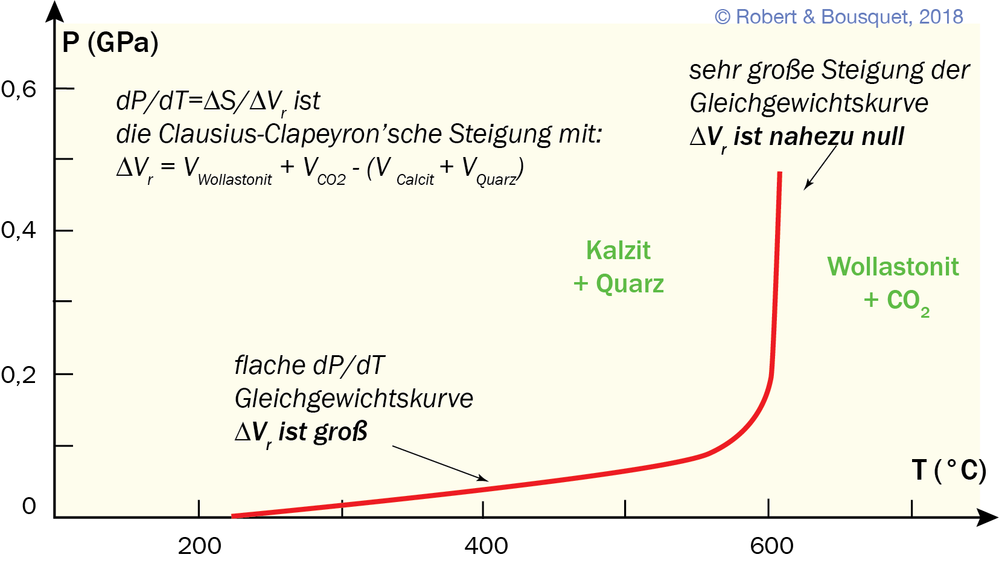 © Robert & Bousquet, 2018
P (GPa)
sehr große Steigung der
Gleichgewichtskurve
ΔVr ist nahezu null
0,6
dP/dT=ΔS/ΔVr ist
die Clausius-Clapeyron’sche Steigung mit:
ΔVr = VWollastonit + VCO2 - (V Calcit + VQuarz)
0,4
Kalzit
+ Quarz
Wollastonit
+ CO2
0,2
flache dP/dT
Gleichgewichtskurve
ΔVr ist groß
T (°C)
0
200
400
600